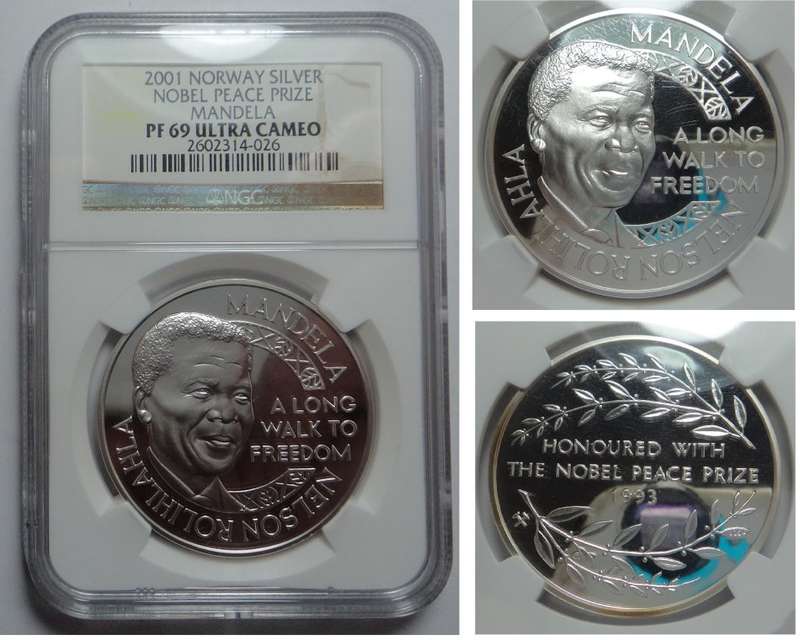 2001 NORWAY SILVER
NOBEL PEACE PRIZE
MANDELA
PF 69 ULTRA CAMEO
2602314-026
NGC
NELSON ROLIHLAHLA MANDELA
A LONG
WALK TO
FREEDOM
NELSON ROLIHLAHLA MANDELA
A LONG
WALK TO
FREEDOM
HONOURED WITH
THE NOBEL PEACE PRIZE
1993